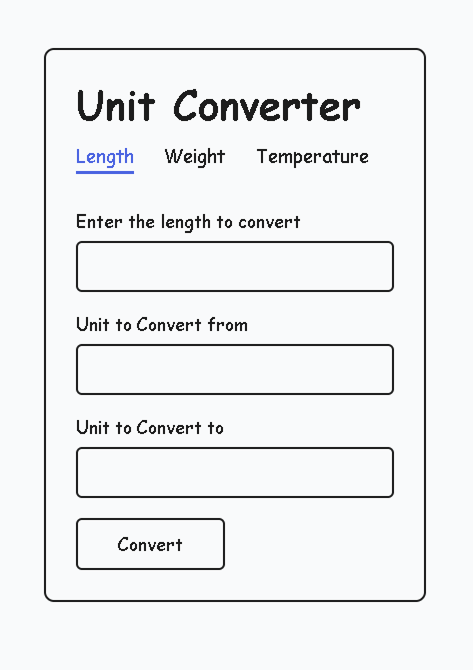 Unit Converter
Length Weight Temperature
Enter the length to convert
Unit to Convert from
Unit to Convert to
Convert